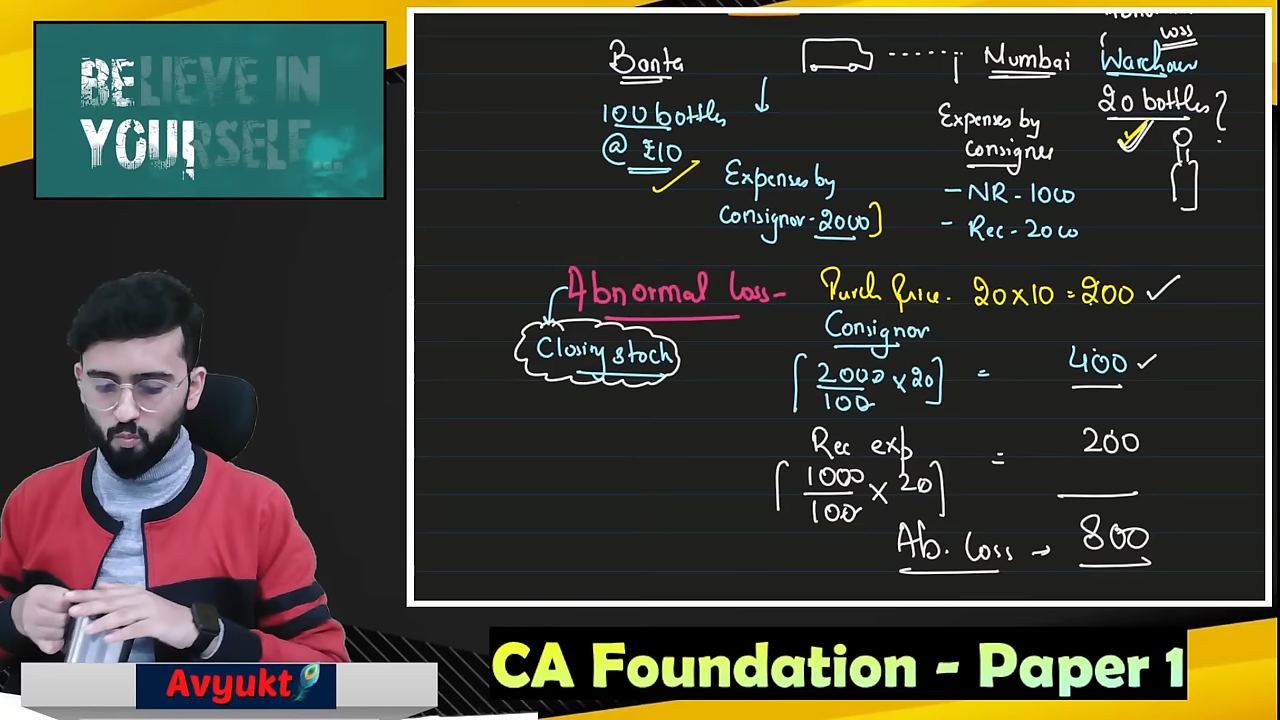 BELIEVE IN
YOURSELF...
Bonta
Mumbai
loss
Warehouse
100 bottles
@ ₹10
20 bottles?
Expenses by
Consignor - 2000]
Expenses by
Consignee
- NR - 1000
- Rec - 2000
Abnormal loss -
Purch Price. 20x10 = 200
Closing stock
Consignor
[2000/100 x 20] = 400
Rec exp
[1000/100 x 20] = 200
Ab. loss → 800
Avyukt
CA Foundation - Paper 1